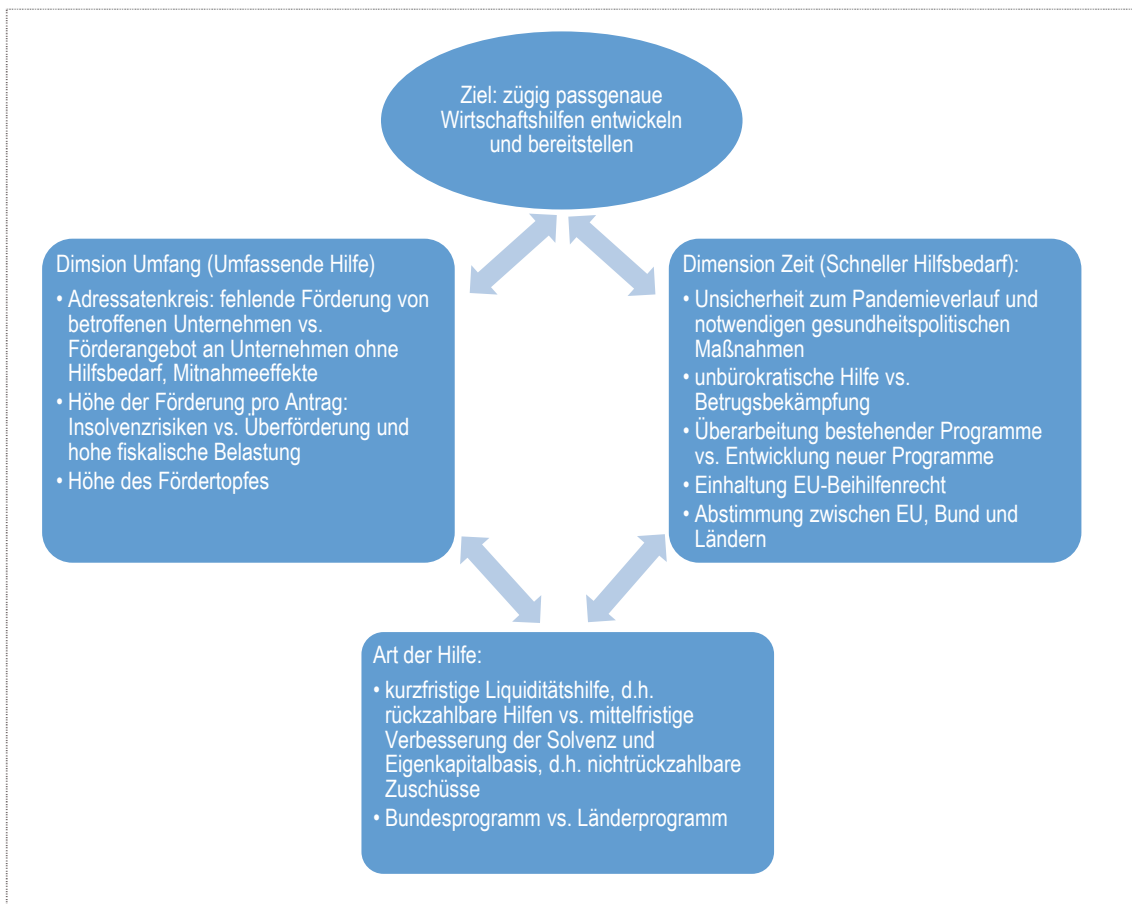 Ziel: zügig passgenaue
Wirtschaftshilfen entwickeln
und bereitstellen
Dimsion Umfang (Umfassende Hilfe)
• Adressatenkreis: fehlende Förderung von
betroffenen Unternehmen vs.
Förderangebot an Unternehmen ohne
Hilfsbedarf, Mitnahmeeffekte
• Höhe der Förderung pro Antrag:
Insolvenzrisiken vs. Überförderung und
hohe fiskalische Belastung
• Höhe des Fördertopfes
Dimension Zeit (Schneller Hilfsbedarf):
• Unsicherheit zum Pandemieverlauf und
notwendigen gesundheitspolitischen
Maßnahmen
• unbürokratische Hilfe vs.
Betrugsbekämpfung
• Überarbeitung bestehender Programme
vs. Entwicklung neuer Programme
• Einhaltung EU-Beihilfenrecht
• Abstimmung zwischen EU, Bund und
Ländern
Art der Hilfe:
• kurzfristige Liquiditätshilfe, d.h.
rückzahlbare Hilfen vs. mittelfristige
Verbesserung der Solvenz und
Eigenkapitalbasis, d.h. nichtrückzahlbare
Zuschüsse
• Bundesprogramm vs. Länderprogramm